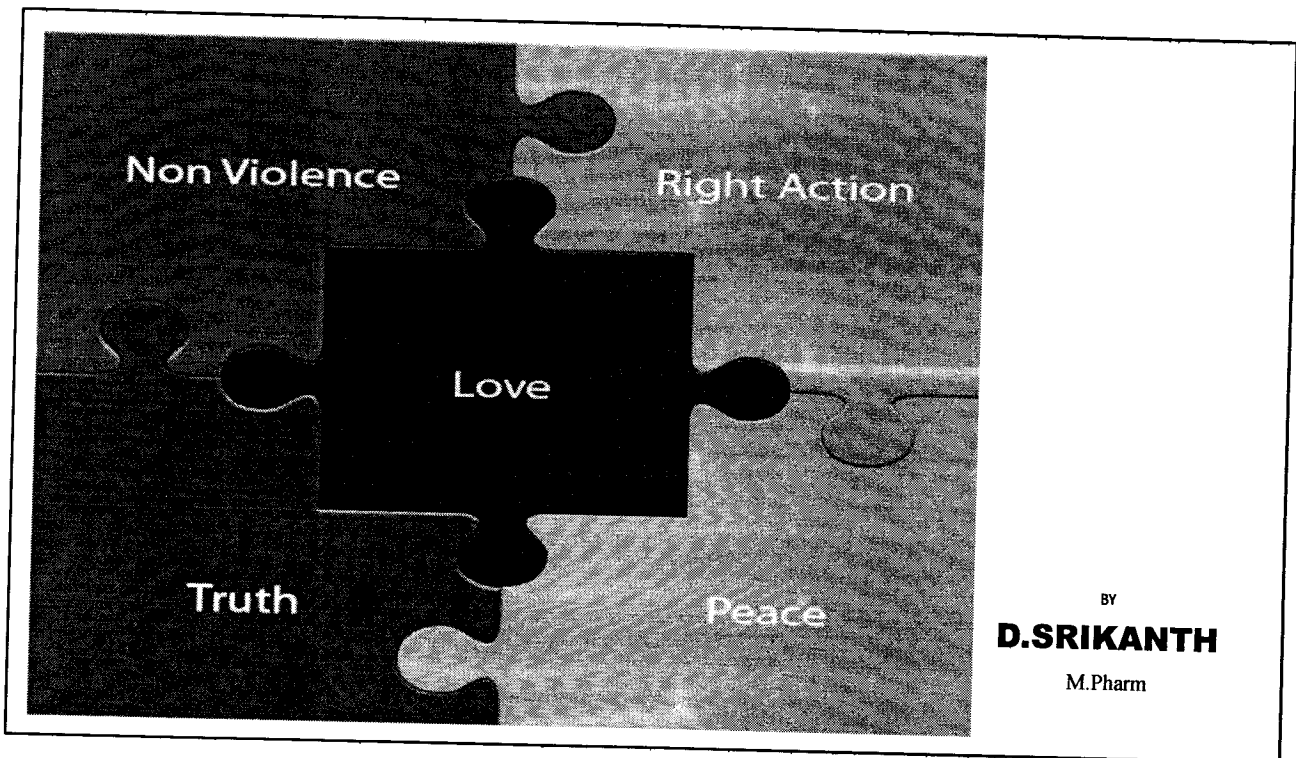 Non Violence
Right Action
Love
Truth
Peace
BY
D.SRIKANTH
M.Pharm